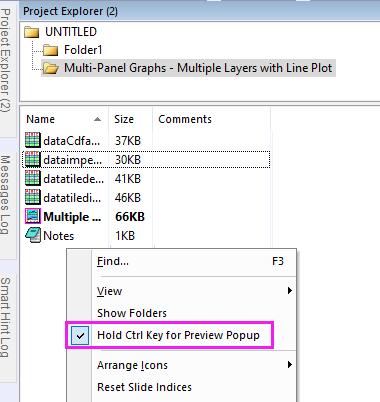 Project Explorer (2)
Project Explorer (2)
Messages Log
Smart Hint Log
UNTITLED
Folder1
Multi-Panel Graphs - Multiple Layers with Line Plot
Name Size Comments
dataCdfa... 37KB
dataimpe... 30KB
datatilede... 41KB
datatiledi... 46KB
Multiple ... 66KB
Notes 1KB
Find... F3
View
Show Folders
Hold Ctrl Key for Preview Popup
Arrange Icons
Reset Slide Indices